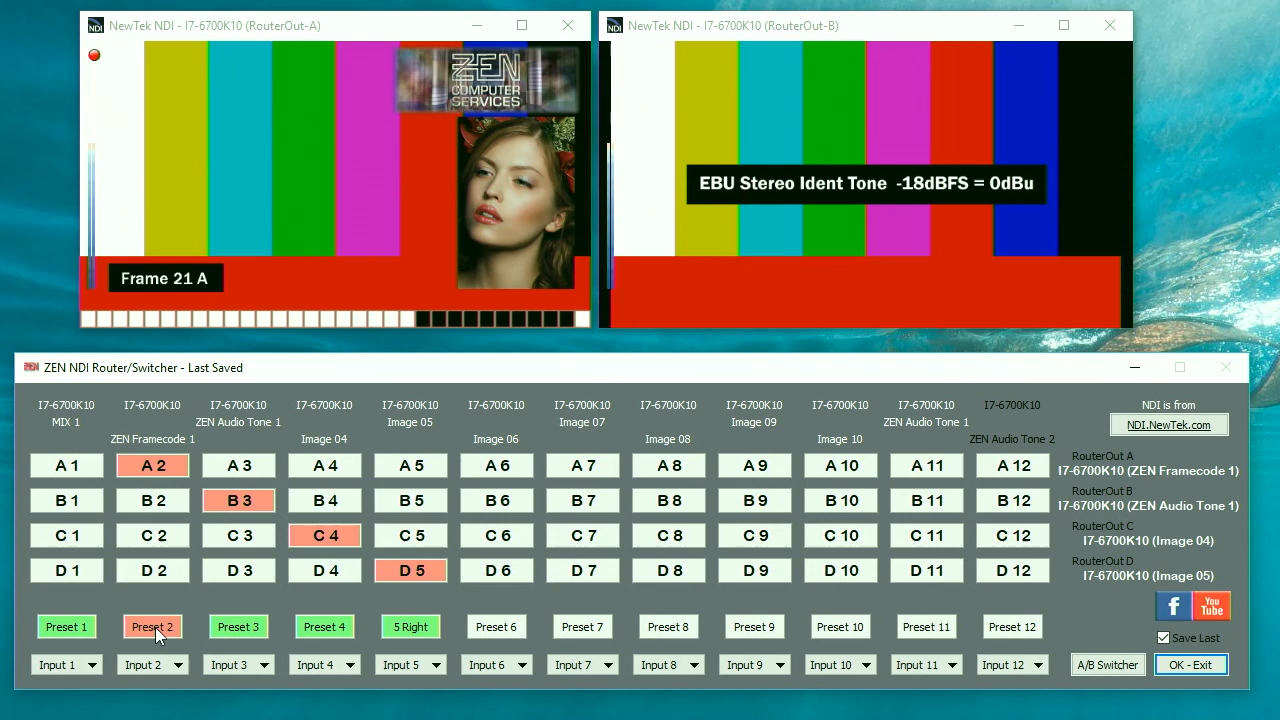 NDI NewTek NDI - I7-6700K10 (RouterOut-A)
NDI NewTek NDI - I7-6700K10 (RouterOut-B)
ZEN
COMPUTER
SERVICES
EBU Stereo Ident Tone -18dBFS = 0dBu
Frame 21 A
ZEN ZEN NDI Router/Switcher - Last Saved
I7-6700K10 I7-6700K10 I7-6700K10 I7-6700K10 I7-6700K10 I7-6700K10 I7-6700K10 I7-6700K10 I7-6700K10 I7-6700K10 I7-6700K10 I7-6700K10 NDI is from
MIX 1 ZEN Audio Tone 1 Image 05 Image 07 Image 09 ZEN Audio Tone 1 NDI.NewTek.com
ZEN Framecode 1 Image 04 Image 06 Image 08 Image 10 ZEN Audio Tone 2
RouterOut A
A 1 A 2 A 3 A 4 A 5 A 6 A 7 A 8 A 9 A 10 A 11 A 12 I7-6700K10 (ZEN Framecode 1)
RouterOut B
B 1 B 2 B 3 B 4 B 5 B 6 B 7 B 8 B 9 B 10 B 11 B 12 I7-6700K10 (ZEN Audio Tone 1)
RouterOut C
C 1 C 2 C 3 C 4 C 5 C 6 C 7 C 8 C 9 C 10 C 11 C 12 I7-6700K10 (Image 04)
RouterOut D
D 1 D 2 D 3 D 4 D 5 D 6 D 7 D 8 D 9 D 10 D 11 D 12 I7-6700K10 (Image 05)
f You Tube
Preset 1 Preset 2 Preset 3 Preset 4 5 Right Preset 6 Preset 7 Preset 8 Preset 9 Preset 10 Preset 11 Preset 12
Save Last
Input 1 Input 2 Input 3 Input 4 Input 5 Input 6 Input 7 Input 8 Input 9 Input 10 Input 11 Input 12 A/B Switcher OK - Exit